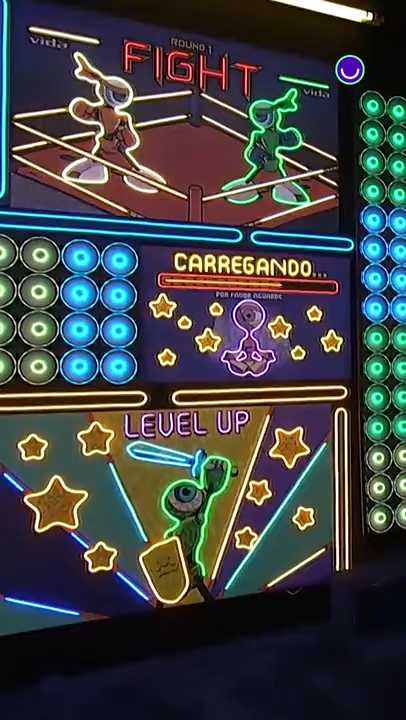 ROUND 1
FIGHT
vida
vida
CARREGANDO...
POR FAVOR AGUARDE
LEVEL UP